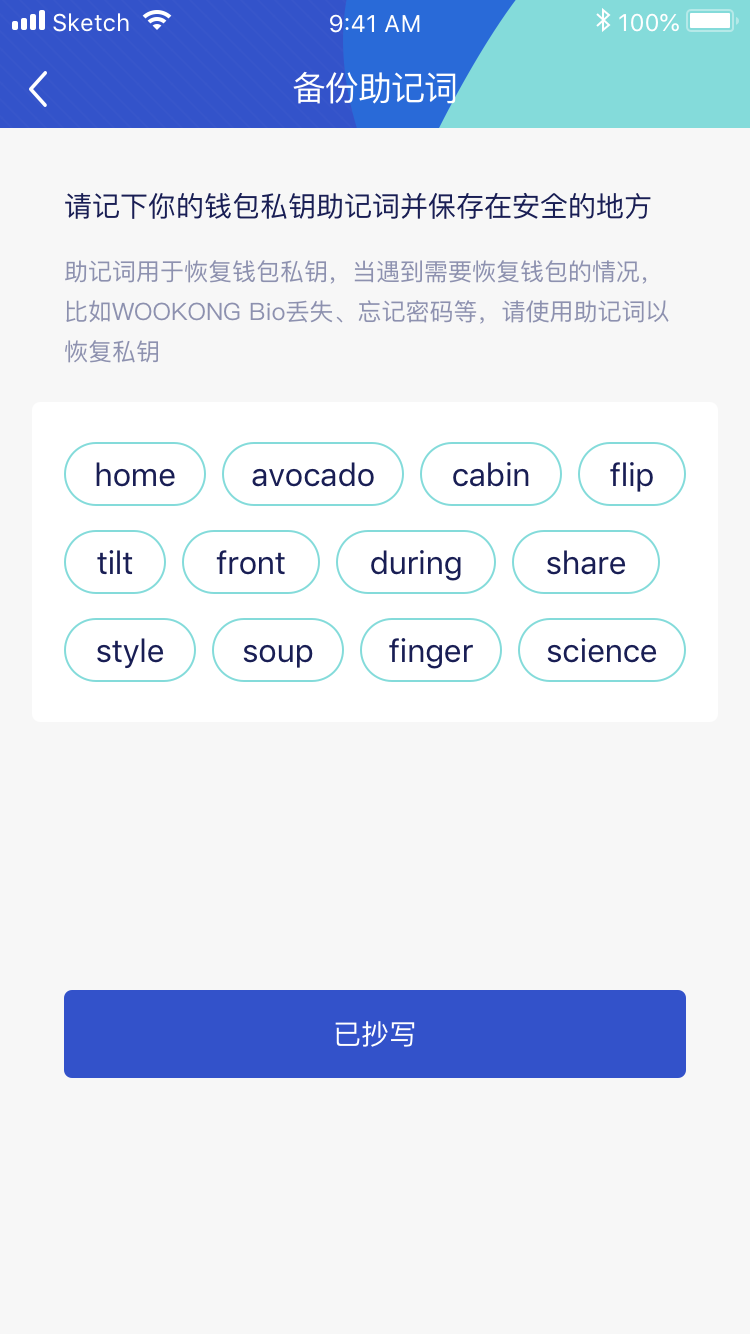 Sketch 9:41 AM 100%
备份助记词
请记下你的钱包私钥助记词并保存在安全的地方
助记词用于恢复钱包私钥，当遇到需要恢复钱包的情况，
比如WOOKONG Bio丢失、忘记密码等，请使用助记词以
恢复私钥
home avocado cabin flip
tilt front during share
style soup finger science
已抄写